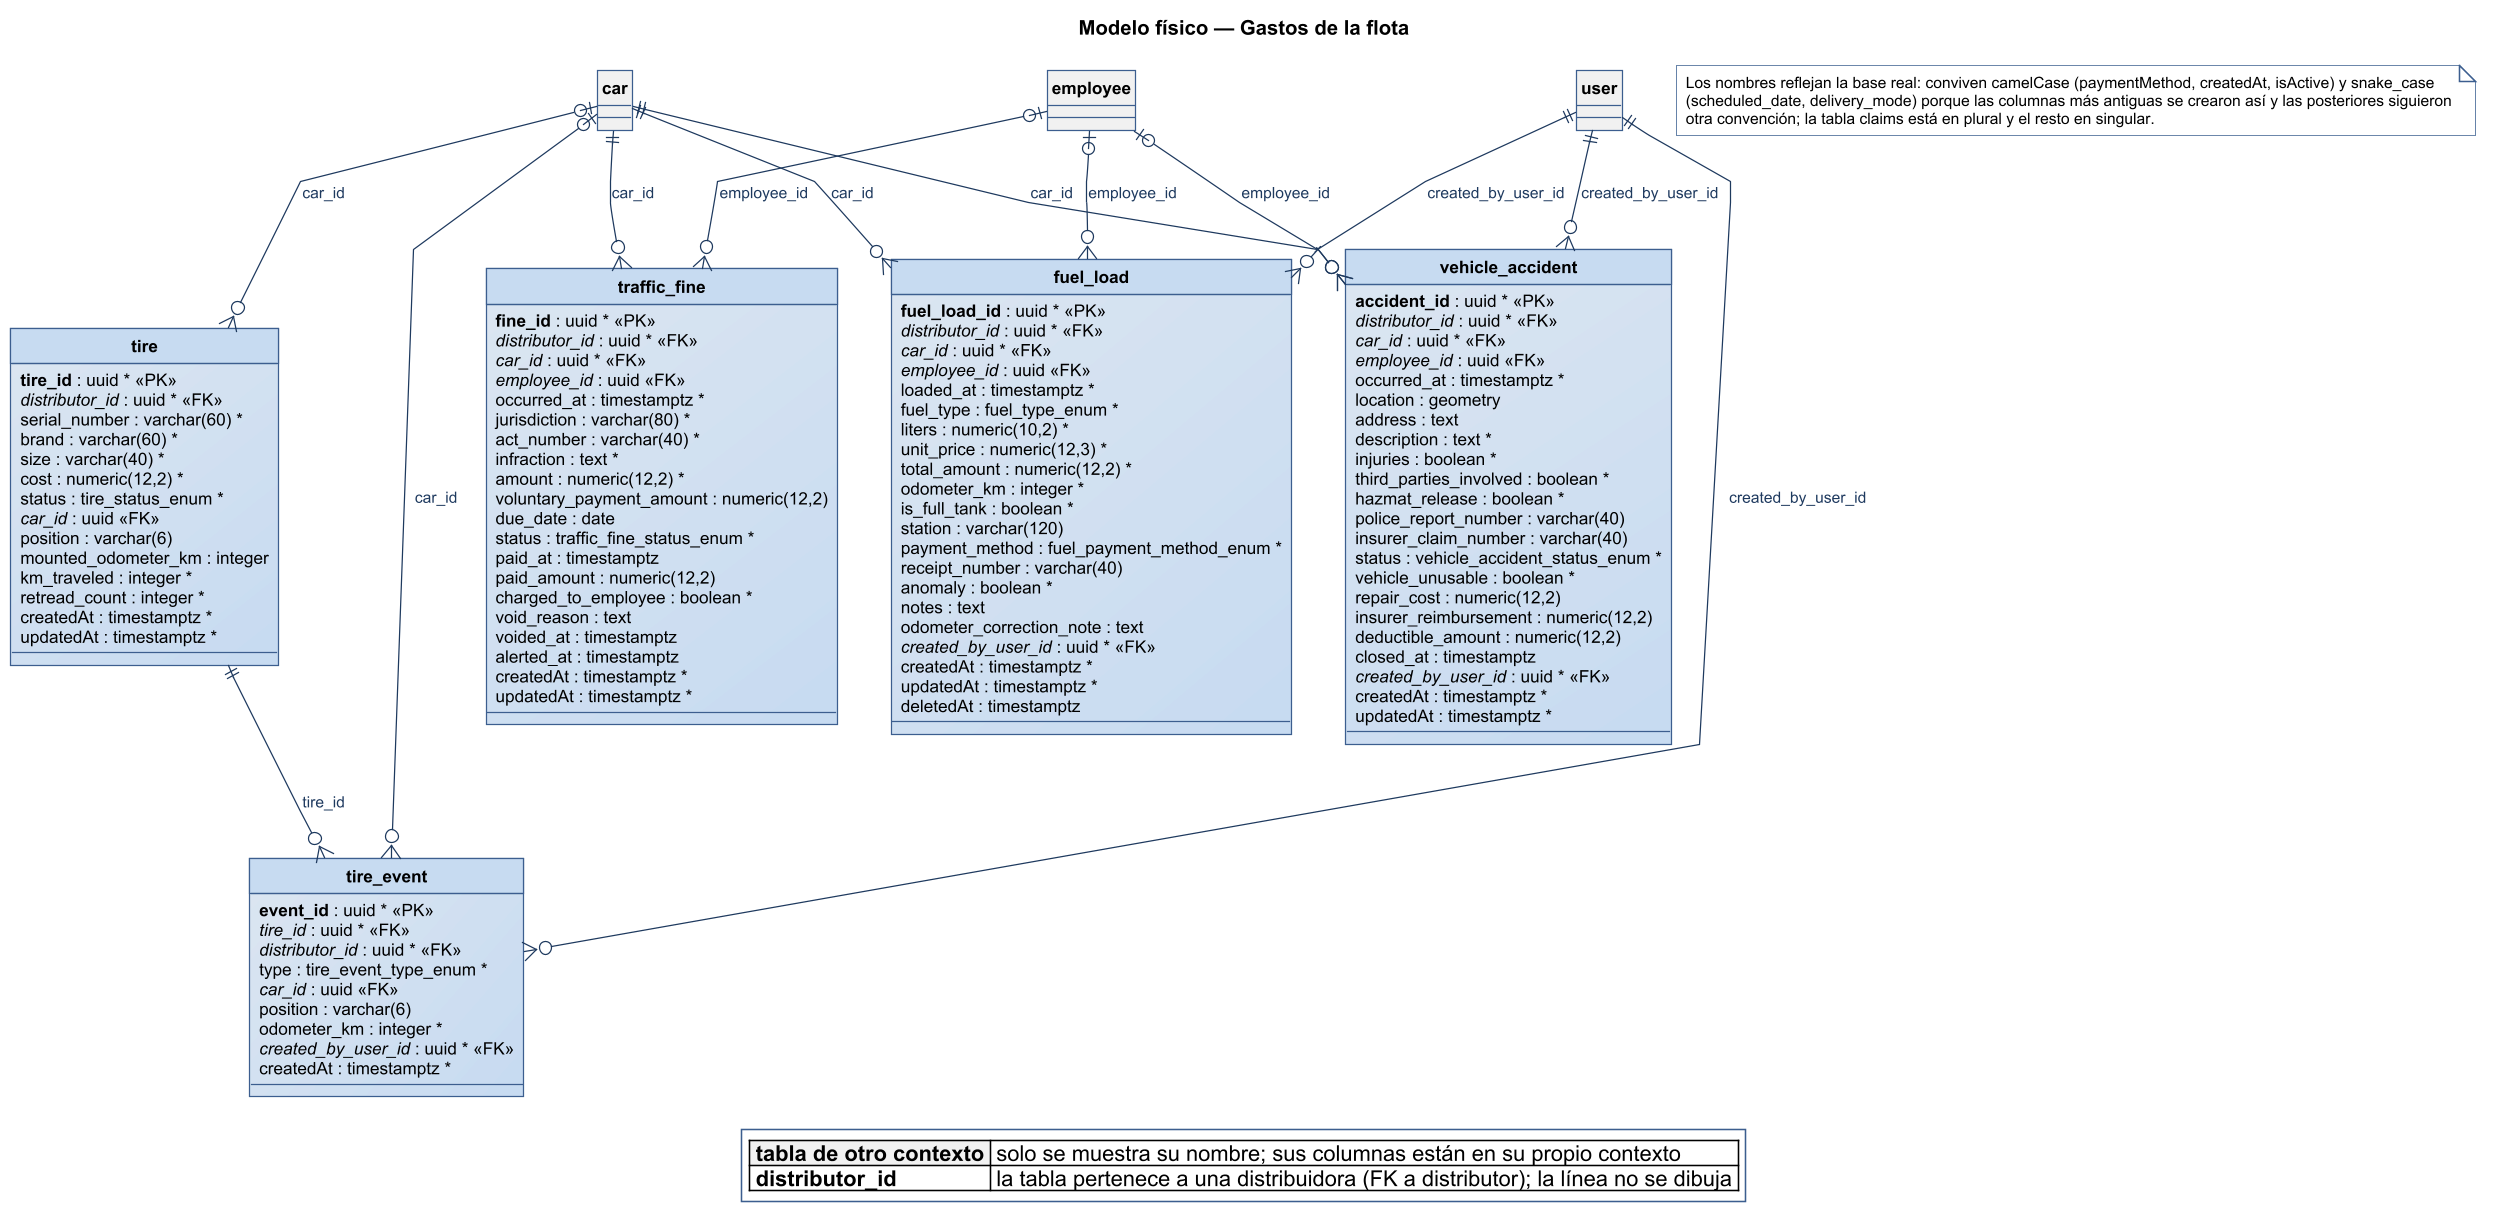 Modelo físico — Gastos de la flota
car
employee
user
Los nombres reflejan la base real: conviven camelCase (paymentMethod, createdAt, isActive) y snake_case
(scheduled_date, delivery_mode) porque las columnas más antiguas se crearon así y las posteriores siguieron
otra convención; la tabla claims está en plural y el resto en singular.
car_id
car_id
employee_id
car_id
employee_id
car_id
employee_id
created_by_user_id
created_by_user_id
tire
tire_id : uuid * «PK»
distributor_id : uuid * «FK»
serial_number : varchar(60) *
brand : varchar(60) *
size : varchar(40) *
cost : numeric(12,2) *
status : tire_status_enum *
car_id : uuid «FK»
position : varchar(6)
mounted_odometer_km : integer
km_traveled : integer *
retread_count : integer *
createdAt : timestamptz *
updatedAt : timestamptz *
car_id
traffic_fine
fine_id : uuid * «PK»
distributor_id : uuid * «FK»
car_id : uuid * «FK»
employee_id : uuid «FK»
occurred_at : timestamptz *
jurisdiction : varchar(80) *
act_number : varchar(40) *
infraction : text *
amount : numeric(12,2) *
voluntary_payment_amount : numeric(12,2)
due_date : date
status : traffic_fine_status_enum *
paid_at : timestamptz
paid_amount : numeric(12,2)
charged_to_employee : boolean *
void_reason : text
voided_at : timestamptz
alerted_at : timestamptz
createdAt : timestamptz *
updatedAt : timestamptz *
fuel_load
fuel_load_id : uuid * «PK»
distributor_id : uuid * «FK»
car_id : uuid * «FK»
employee_id : uuid «FK»
loaded_at : timestamptz *
fuel_type : fuel_type_enum *
liters : numeric(10,2) *
unit_price : numeric(12,3) *
total_amount : numeric(12,2) *
odometer_km : integer *
is_full_tank : boolean *
station : varchar(120)
payment_method : fuel_payment_method_enum *
receipt_number : varchar(40)
anomaly : boolean *
notes : text
odometer_correction_note : text
created_by_user_id : uuid * «FK»
createdAt : timestamptz *
updatedAt : timestamptz *
deletedAt : timestamptz
vehicle_accident
accident_id : uuid * «PK»
distributor_id : uuid * «FK»
car_id : uuid * «FK»
employee_id : uuid «FK»
occurred_at : timestamptz *
location : geometry
address : text
description : text *
injuries : boolean *
third_parties_involved : boolean *
hazmat_release : boolean *
police_report_number : varchar(40)
insurer_claim_number : varchar(40)
status : vehicle_accident_status_enum *
vehicle_unusable : boolean *
repair_cost : numeric(12,2)
insurer_reimbursement : numeric(12,2)
deductible_amount : numeric(12,2)
closed_at : timestamptz
created_by_user_id : uuid * «FK»
createdAt : timestamptz *
updatedAt : timestamptz *
created_by_user_id
tire_id
tire_event
event_id : uuid * «PK»
tire_id : uuid * «FK»
distributor_id : uuid * «FK»
type : tire_event_type_enum *
car_id : uuid «FK»
position : varchar(6)
odometer_km : integer *
created_by_user_id : uuid * «FK»
createdAt : timestamptz *
tabla de otro contexto solo se muestra su nombre; sus columnas están en su propio contexto
distributor_id la tabla pertenece a una distribuidora (FK a distributor); la línea no se dibuja